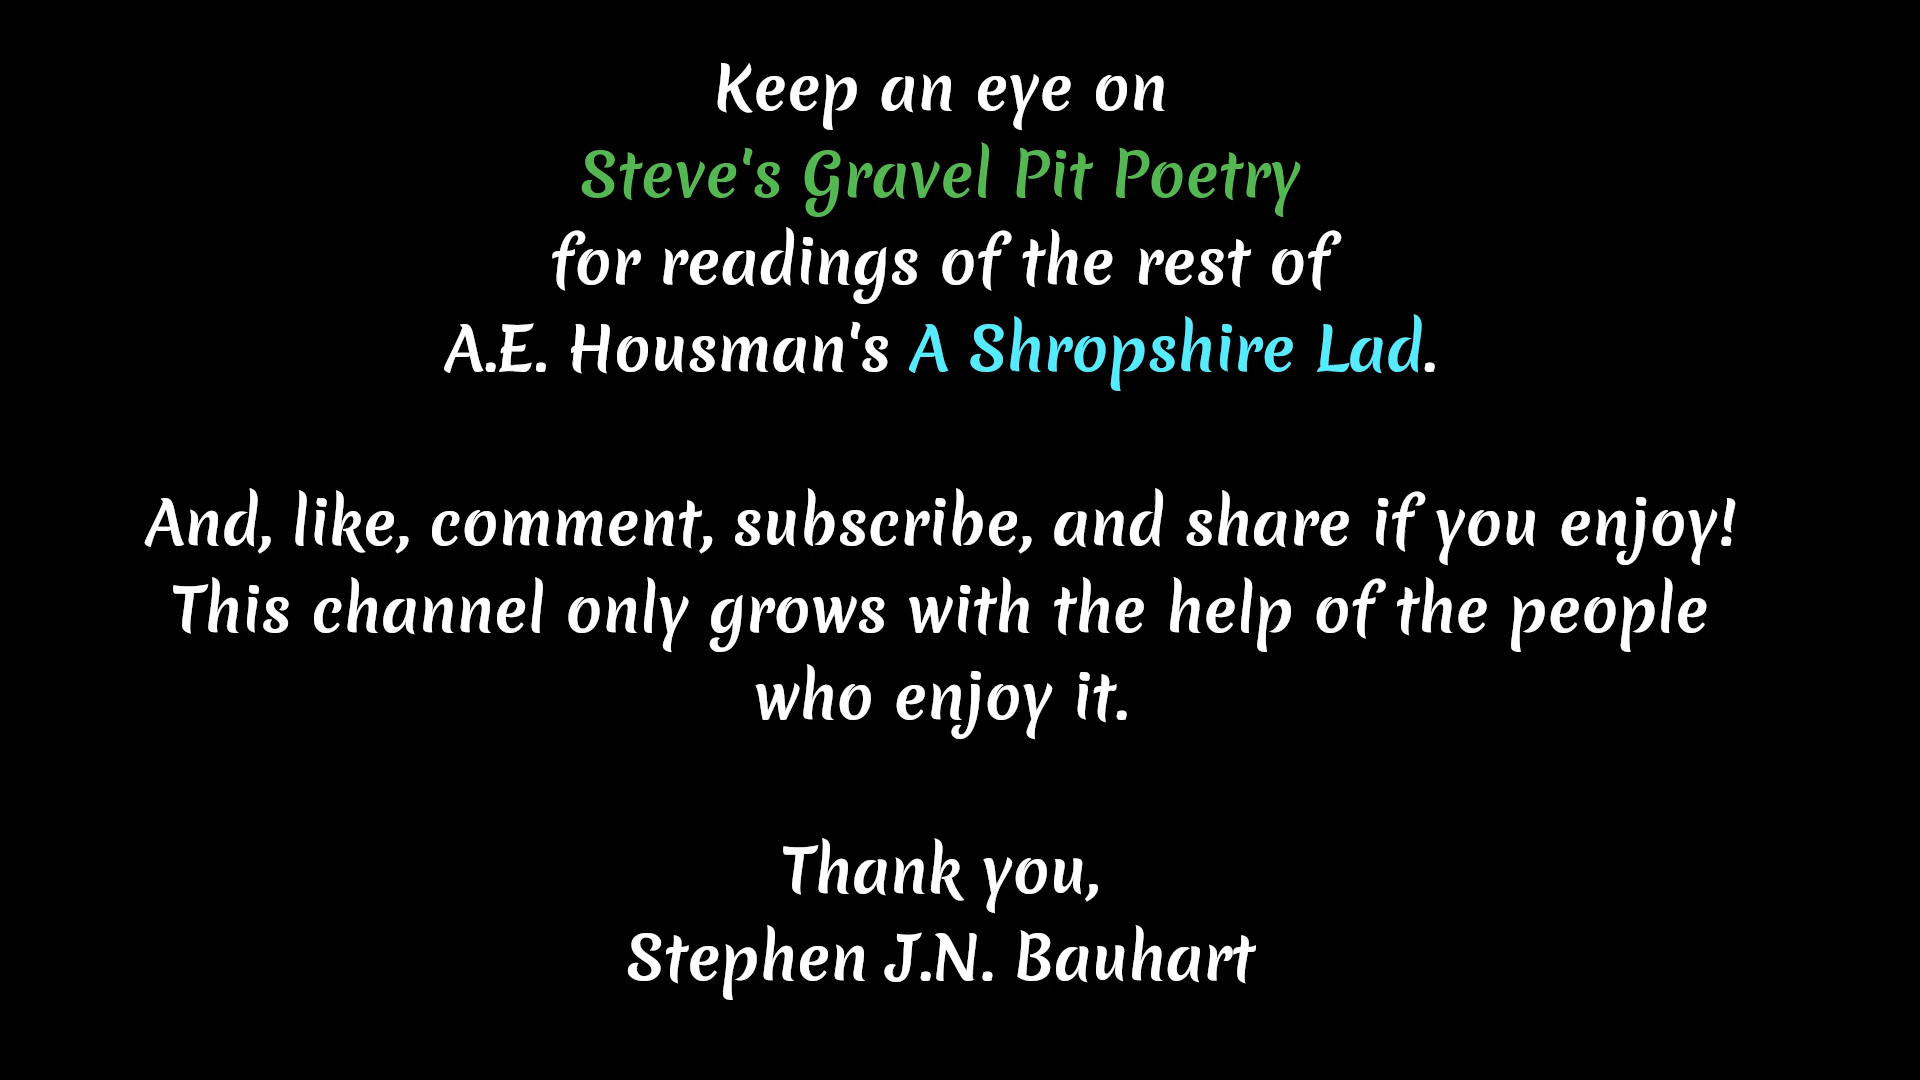 Keep an eye on
Steve's Gravel Pit Poetry
for readings of the rest of
A.E. Housman's A Shropshire Lad.
And, like, comment, subscribe, and share if you enjoy!
This channel only grows with the help of the people
who enjoy it.
Thank you,
Stephen J.N. Bauhart